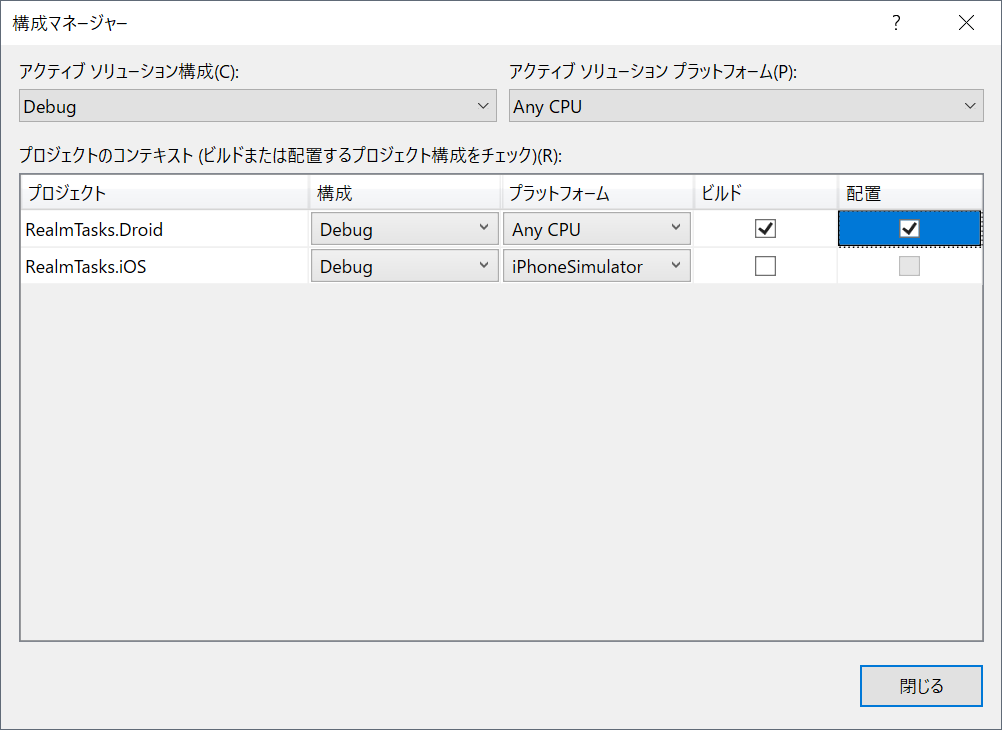 構成マネージャー ?
アクティブ ソリューション構成(C): アクティブ ソリューション プラットフォーム(P):
Debug Any CPU
プロジェクトのコンテキスト (ビルドまたは配置するプロジェクト構成をチェック)(R):
プロジェクト 構成 プラットフォーム ビルド 配置
RealmTasks.Droid Debug Any CPU
RealmTasks.iOS Debug iPhoneSimulator
閉じる